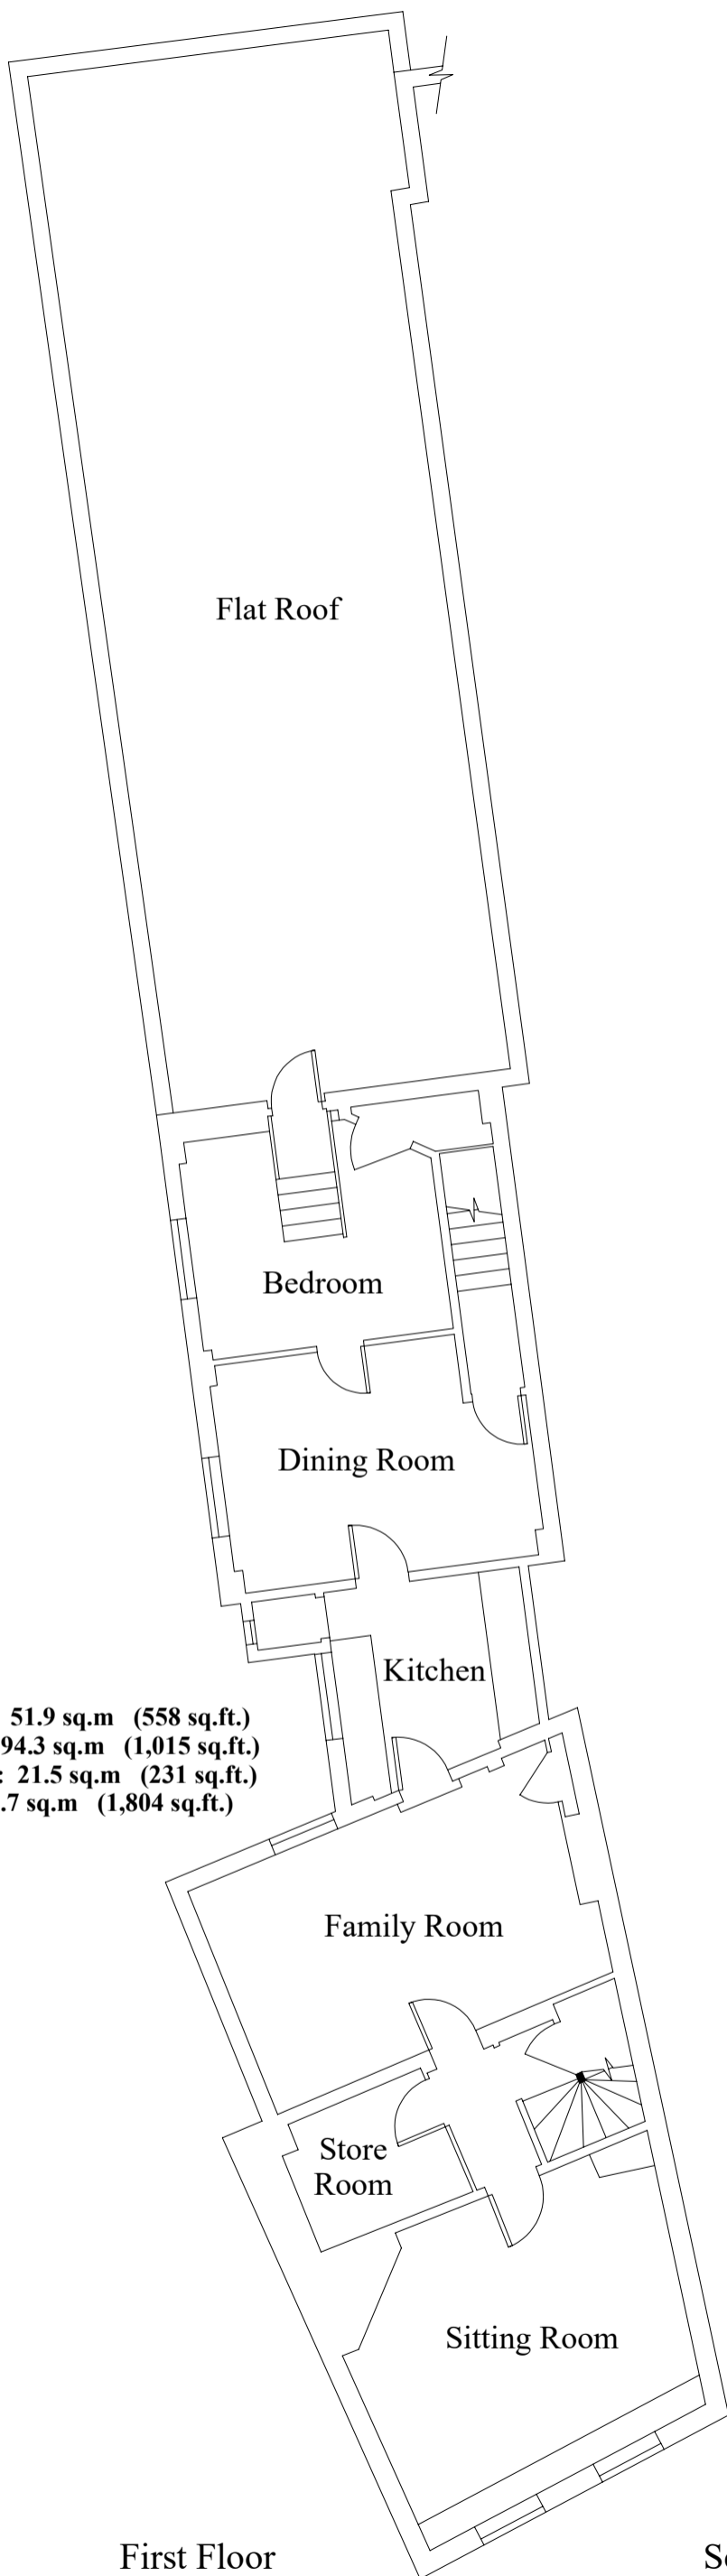 Flat Roof
Bedroom
Dining Room
Kitchen
51.9 sq.m (558 sq.ft.)
94.3 sq.m (1,015 sq.ft.)
: 21.5 sq.m (231 sq.ft.)
.7 sq.m (1,804 sq.ft.)
Family Room
Store
Room
Sitting Room
First Floor